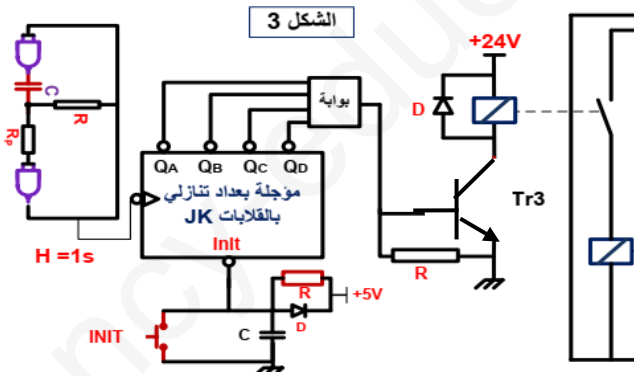 الشكل 3
+24V
C
R
Rp
بوابة
D
QA QB QC QD
مؤجلة بعداد تنازلي
بالقلابات JK
InIt
Tr3
H =1s
R
R
+5V
D
C
INIT